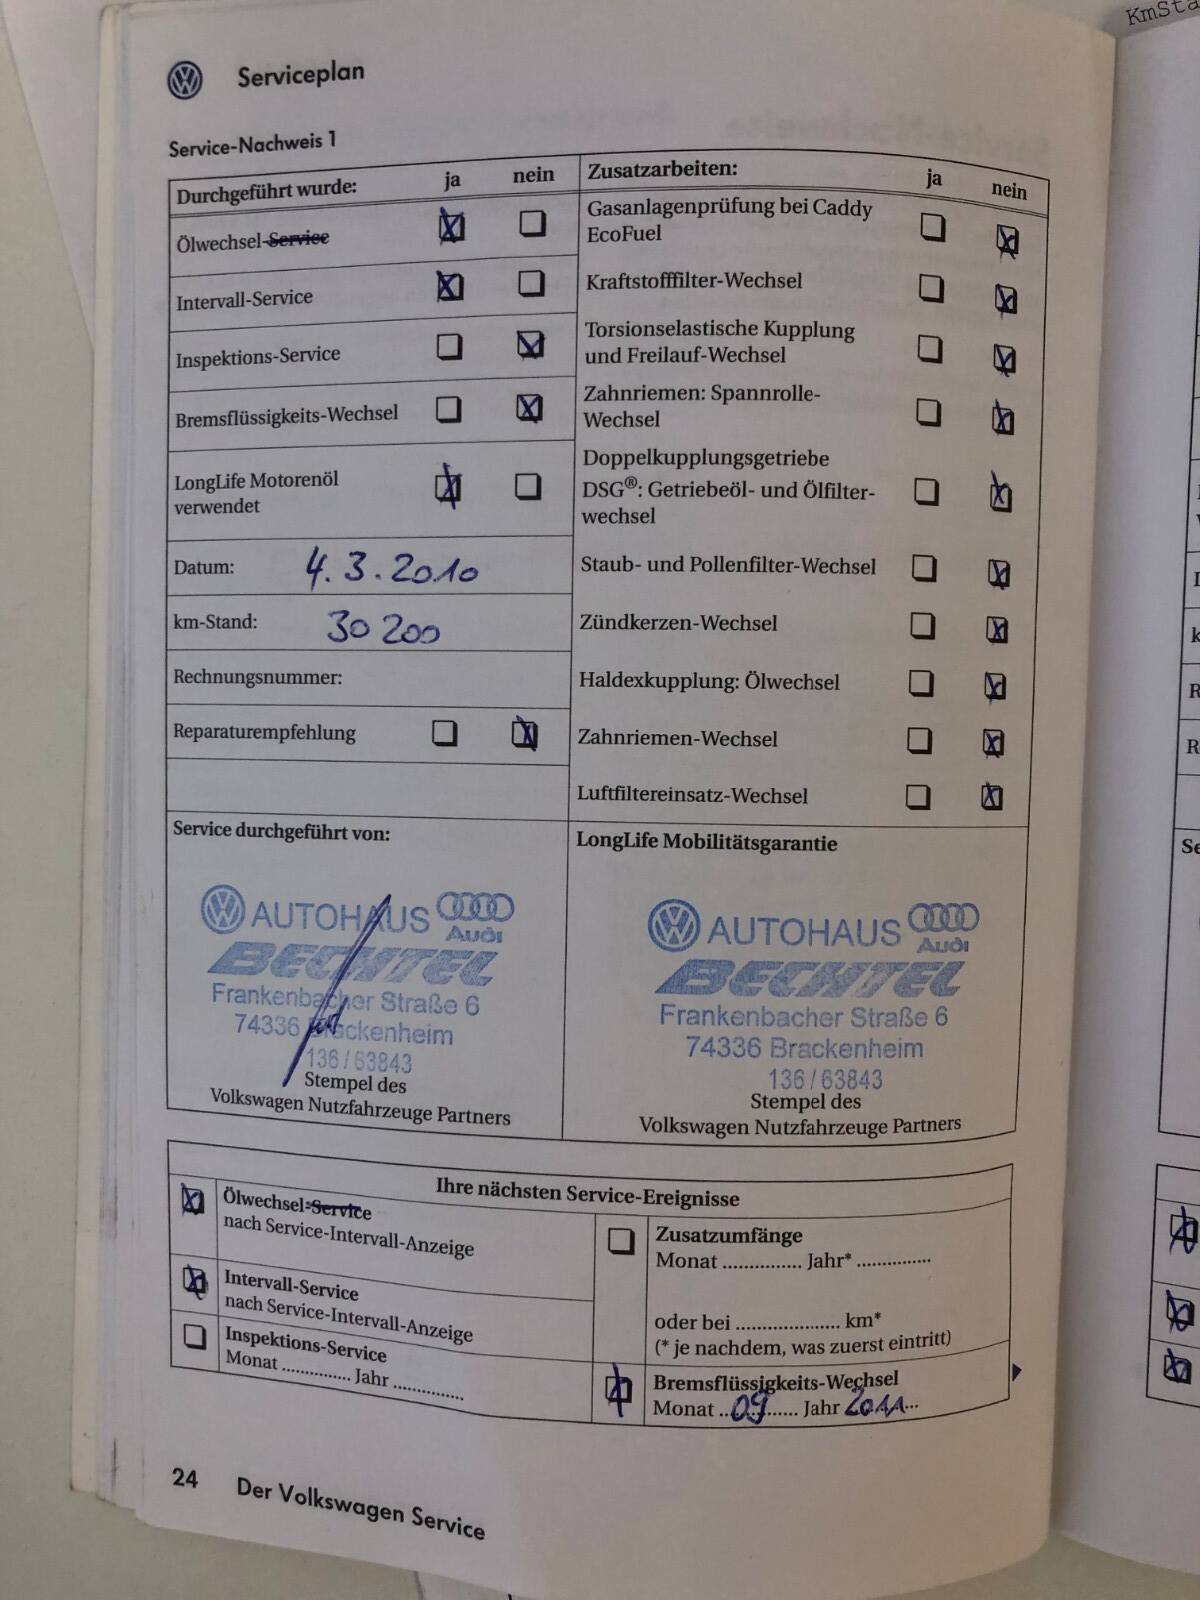 KmSta
Serviceplan
Service-Nachweis 1
Durchgeführt wurde: ja nein
Ölwechsel-Service
Intervall-Service
Inspektions-Service
Bremsflüssigkeits-Wechsel
LongLife Motorenöl
verwendet
Datum: 4.3.2010
km-Stand: 30 200
Rechnungsnummer:
Reparaturempfehlung
Zusatzarbeiten: ja nein
Gasanlagenprüfung bei Caddy
EcoFuel
Kraftstofffilter-Wechsel
Torsionselastische Kupplung
und Freilauf-Wechsel
Zahnriemen: Spannrolle-
Wechsel
Doppelkupplungsgetriebe
DSG®: Getriebeöl- und Ölfilter-
wechsel
Staub- und Pollenfilter-Wechsel
Zündkerzen-Wechsel
Haldexkupplung: Ölwechsel
Zahnriemen-Wechsel
Luftfiltereinsatz-Wechsel
Service durchgeführt von:
AUTOHAUS Audi
BECHTEL
Frankenbacher Straße 6
74336 Brackenheim
136/63843
Stempel des
Volkswagen Nutzfahrzeuge Partners
LongLife Mobilitätsgarantie
AUTOHAUS Audi
BECHTEL
Frankenbacher Straße 6
74336 Brackenheim
136/63843
Stempel des
Volkswagen Nutzfahrzeuge Partners
Ihre nächsten Service-Ereignisse
Ölwechsel-Service
nach Service-Intervall-Anzeige
Intervall-Service
nach Service-Intervall-Anzeige
Inspektions-Service
Monat ............... Jahr ...............
Zusatzumfänge
Monat ............... Jahr* ...............
oder bei ..................... km*
(* je nachdem, was zuerst eintritt)
Bremsflüssigkeits-Wechsel
Monat ...09...... Jahr 2011...
24 Der Volkswagen Service